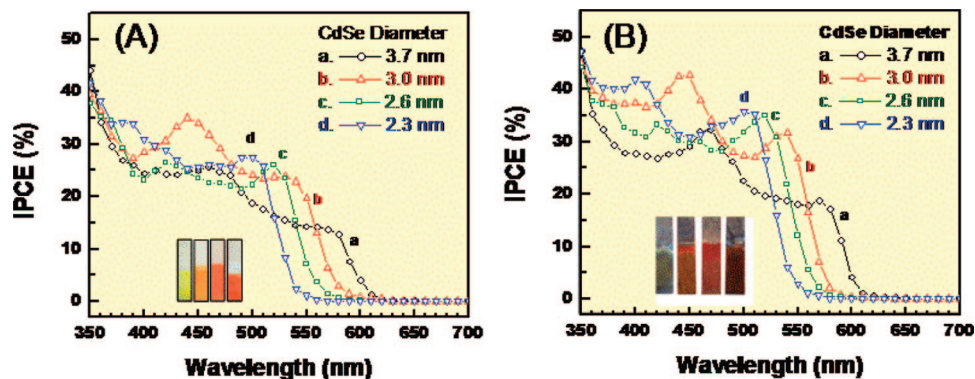 (A)
CdSe Diameter
a. 3.7 nm
b. 3.0 nm
c. 2.6 nm
d. 2.3 nm
d
c
b
a
IPCE (%)
50
40
30
20
10
0
350 400 450 500 550 600 650 700
Wavelength (nm)
(B)
CdSe Diameter
a. 3.7 nm
b. 3.0 nm
c. 2.6 nm
d. 2.3 nm
d
c
b
a
IPCE (%)
50
40
30
20
10
0
350 400 450 500 550 600 650 700
Wavelength (nm)